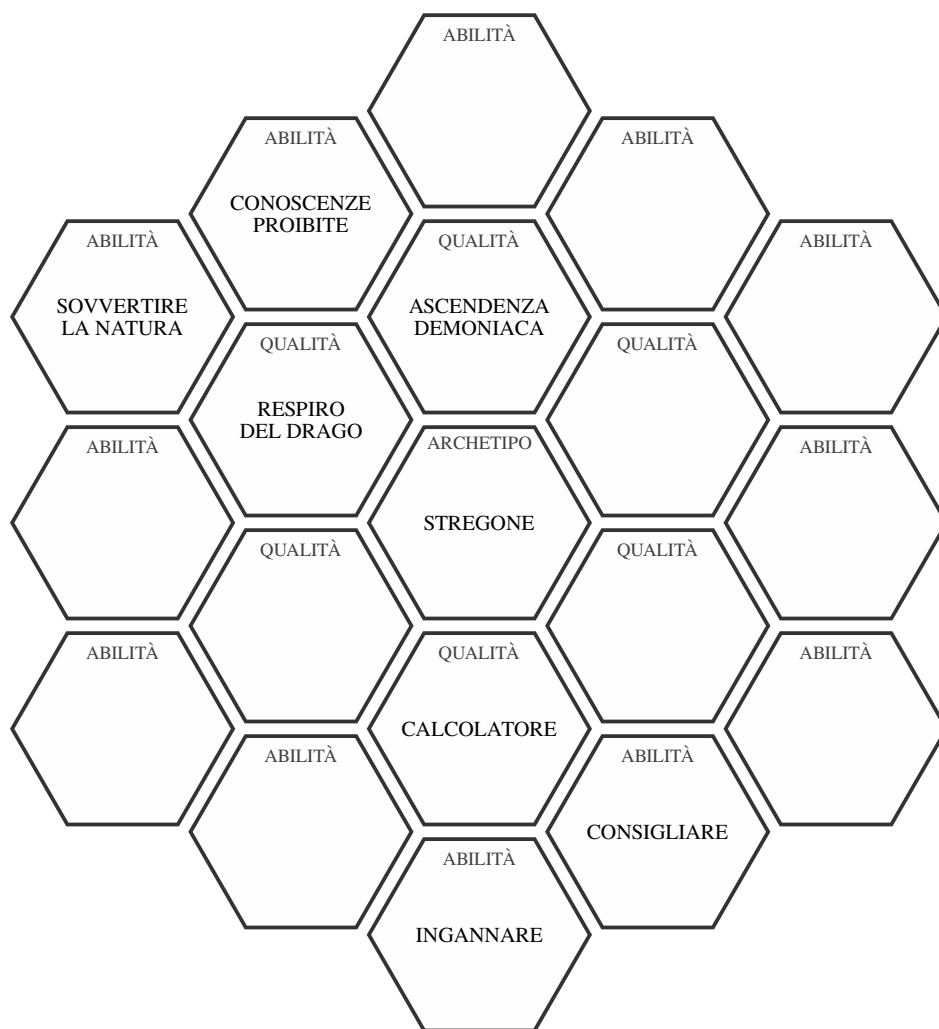 ABILITÀ
ABILITÀ
CONOSCENZE
PROIBITE
ABILITÀ
ABILITÀ
SOVVERTIRE
LA NATURA
QUALITÀ
ASCENDENZA
DEMONIACA
ABILITÀ
QUALITÀ
RESPIRO
DEL DRAGO
QUALITÀ
ABILITÀ
ARCHETIPO
STREGONE
ABILITÀ
QUALITÀ
QUALITÀ
ABILITÀ
QUALITÀ
CALCOLATORE
ABILITÀ
ABILITÀ
ABILITÀ
CONSIGLIARE
ABILITÀ
INGANNARE